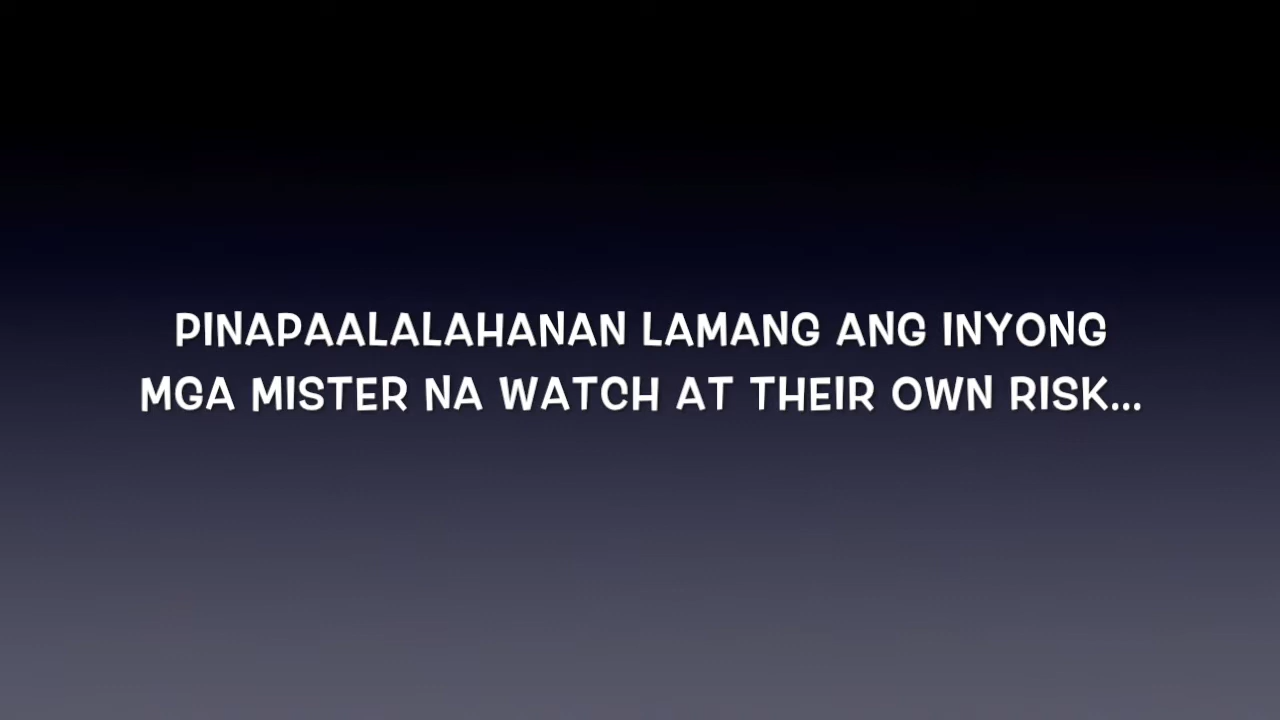 PINAPAALALAHANAN LAMANG ANG INYONG
MGA MISTER NA WATCH AT THEIR OWN RISK...